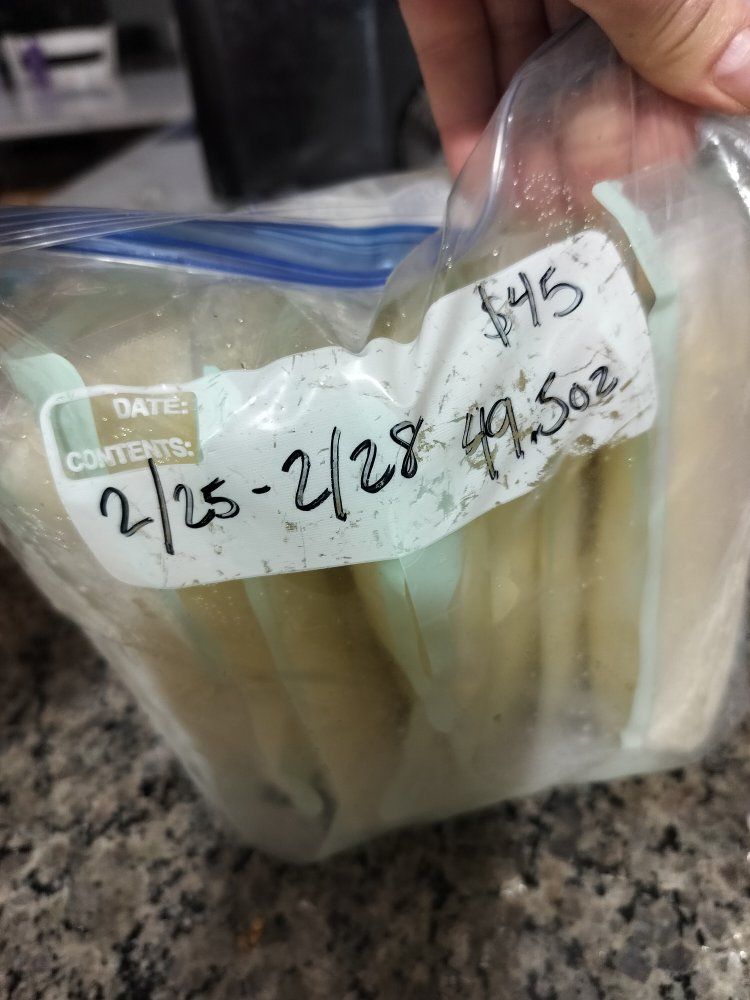 $45
DATE:
CONTENTS:
2/25-2/28 49.5oz